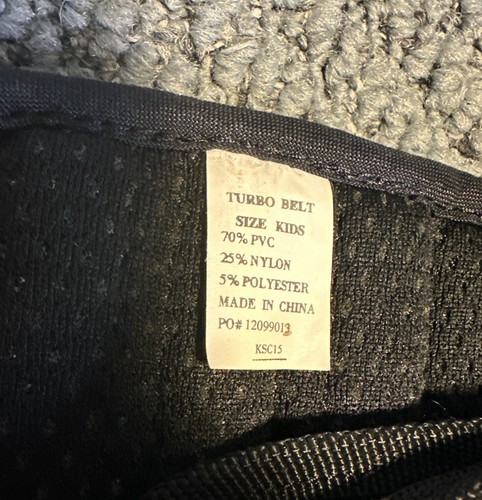 TURBO BELT
SIZE KIDS
70% PVC
25% NYLON
5% POLYESTER
MADE IN CHINA
PO# 12099013
KSC15